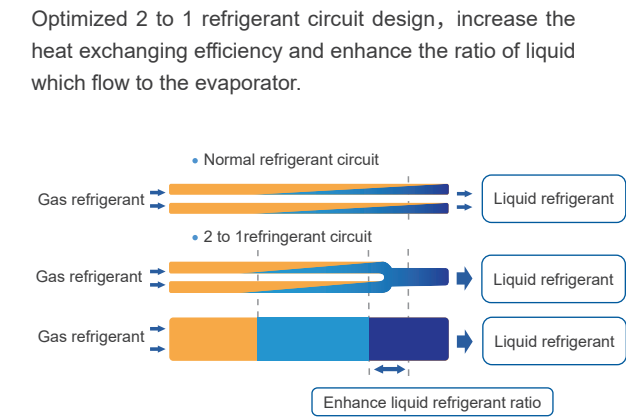 Optimized 2 to 1 refrigerant circuit design，increase the
heat exchanging efficiency and enhance the ratio of liquid
which flow to the evaporator.
• Normal refrigerant circuit
Gas refrigerant
Liquid refrigerant
• 2 to 1refringerant circuit
Gas refrigerant
Liquid refrigerant
Gas refrigerant
Liquid refrigerant
Enhance liquid refrigerant ratio